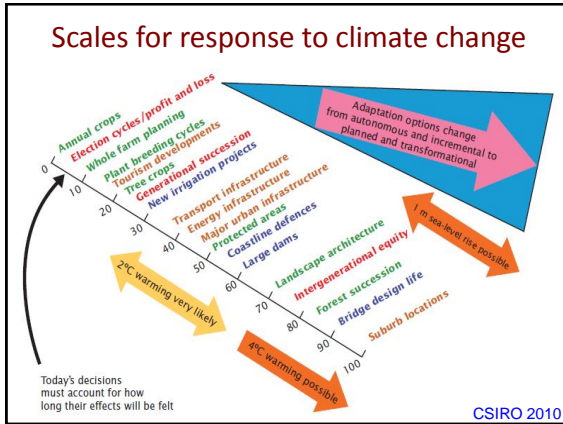 Scales for response to climate change
Annual crops
Election cycles/profit and loss
Whole farm planning
Plant breeding cycles
Tourism developments
Tree crops
Generational succession
New irrigation projects
Transport infrastructure
Energy infrastructure
Major urban infrastructure
Protected areas
Coastline defences
Large dams
Landscape architecture
Intergenerational equity
Forest succession
Bridge design life
Suburb locations
0
10
20
30
40
50
60
70
80
90
100
Adaptation options change
from autonomous and incremental to
planned and transformational
1 m sea-level rise possible
2ºC warming very likely
4ºC warming possible
Today's decisions
must account for how
long their effects will be felt
CSIRO 2010